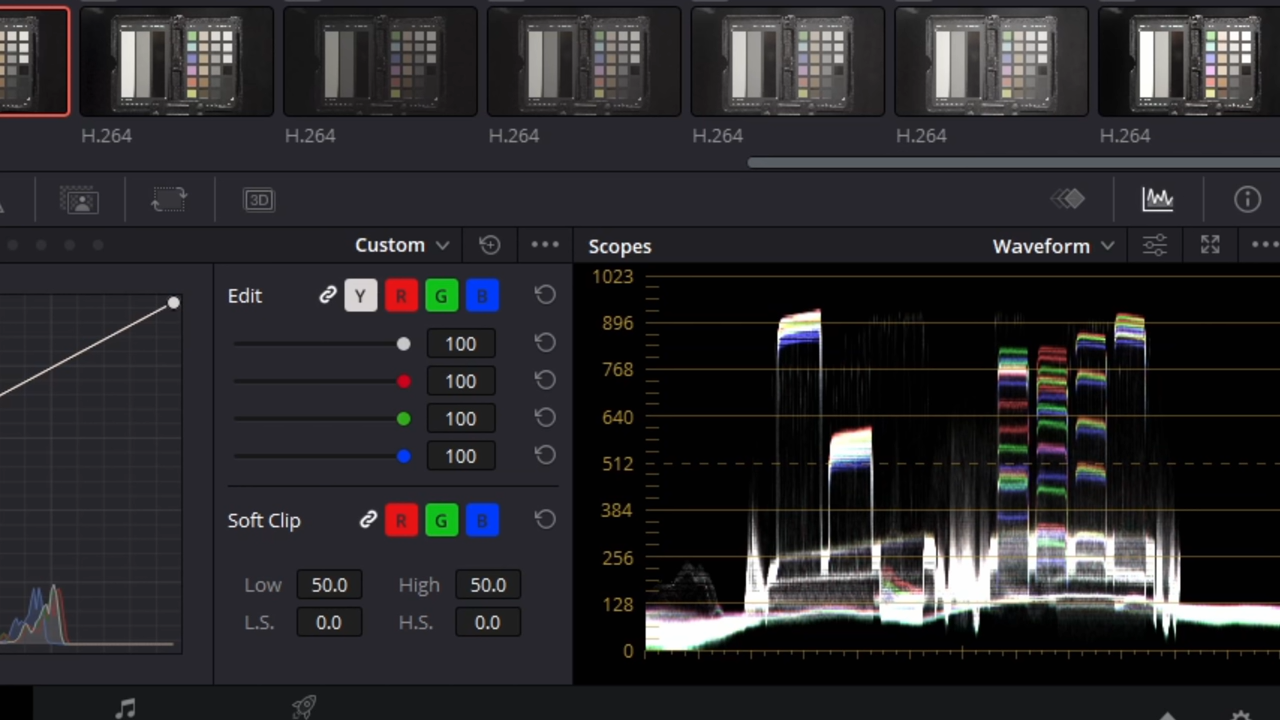 H.264 H.264 H.264 H.264 H.264 H.264
3D
Custom
Scopes
Waveform
Edit
Y R G B
100
100
100
100
Soft Clip
R G B
Low 50.0 High 50.0
L.S. 0.0 H.S. 0.0
1023
896
768
640
512
384
256
128
0